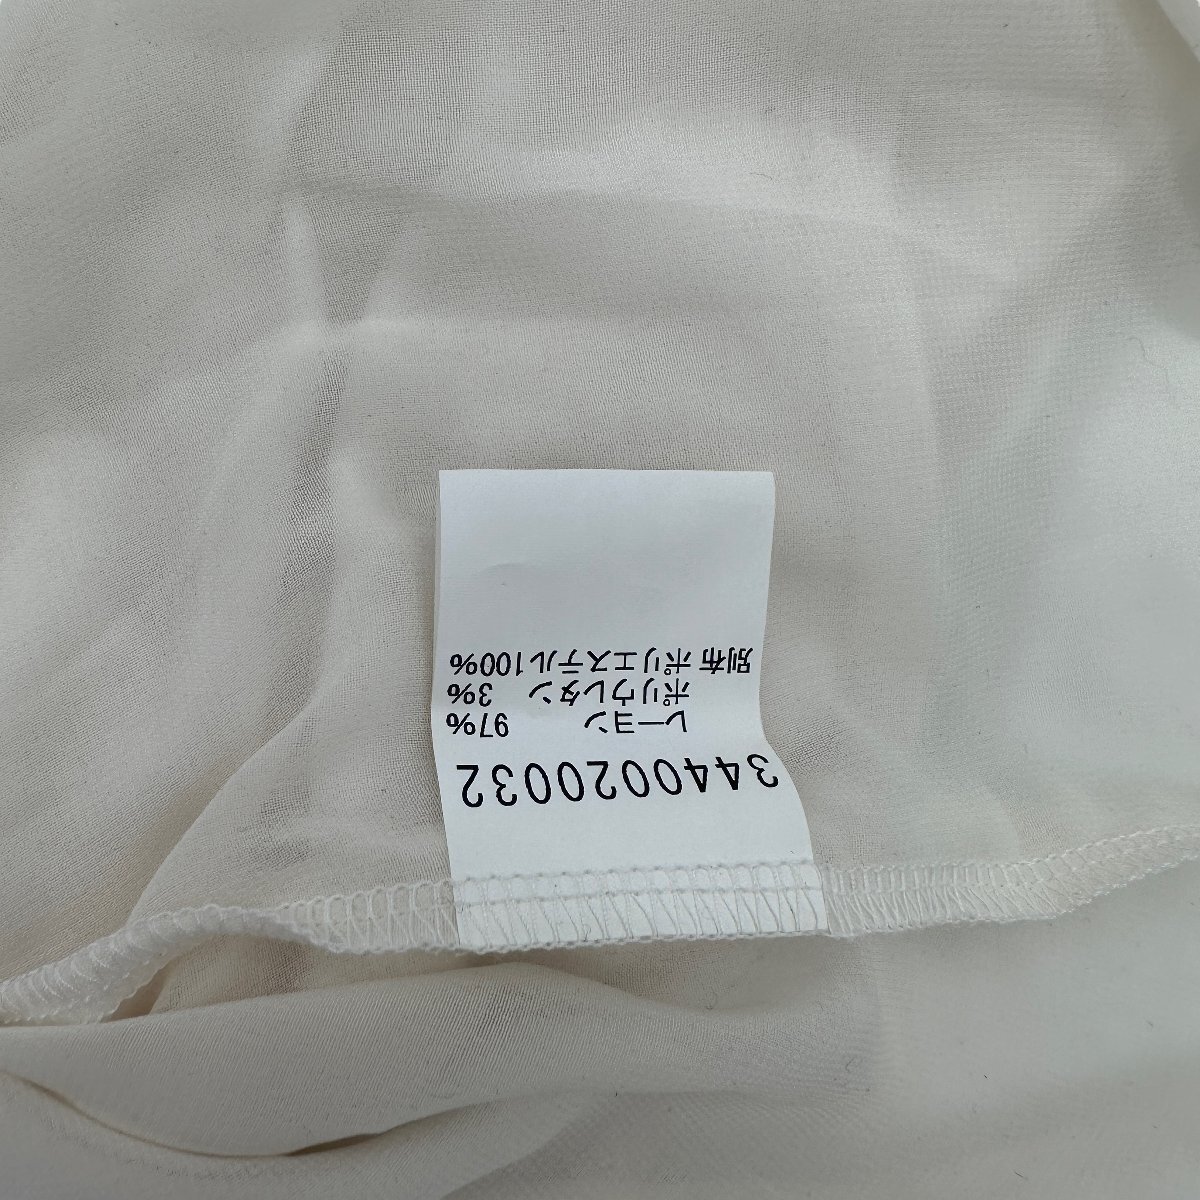 3440020032
レーヨン 97%
ポリウレタン 3%
別布 ポリエステル100%